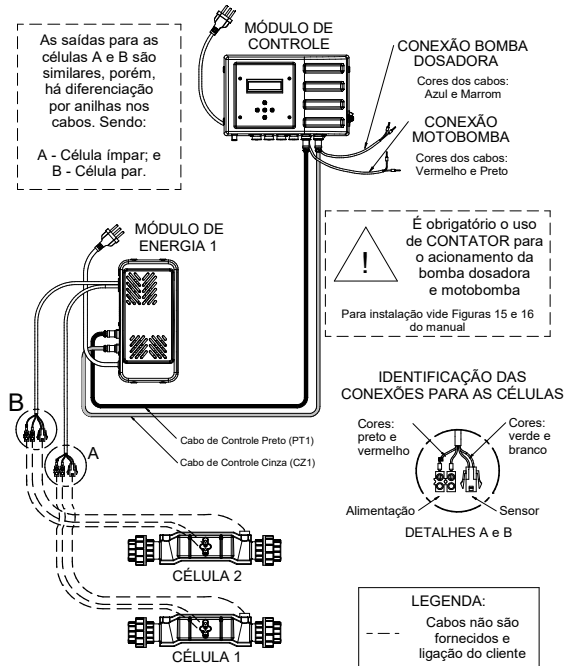 As saídas para as
células A e B são
similares, porém,
há diferenciação
por anilhas nos
cabos. Sendo:
A - Célula ímpar; e
B - Célula par.
MÓDULO DE
CONTROLE
CONEXÃO BOMBA
DOSADORA
Cores dos cabos:
Azul e Marrom
CONEXÃO
MOTOBOMBA
Cores dos cabos:
Vermelho e Preto
MÓDULO DE
ENERGIA 1
!
É obrigatório o uso
de CONTATOR para
o acionamento da
bomba dosadora
e motobomba
Para instalação vide Figuras 15 e 16
do manual
IDENTIFICAÇÃO DAS
CONEXÕES PARA AS CÉLULAS
Cores:
preto e
vermelho
Cores:
verde e
branco
Alimentação
Sensor
DETALHES A e B
B
A
Cabo de Controle Preto (PT1)
Cabo de Controle Cinza (CZ1)
CÉLULA 2
CÉLULA 1
LEGENDA:
Cabos não são
fornecidos e
ligação do cliente